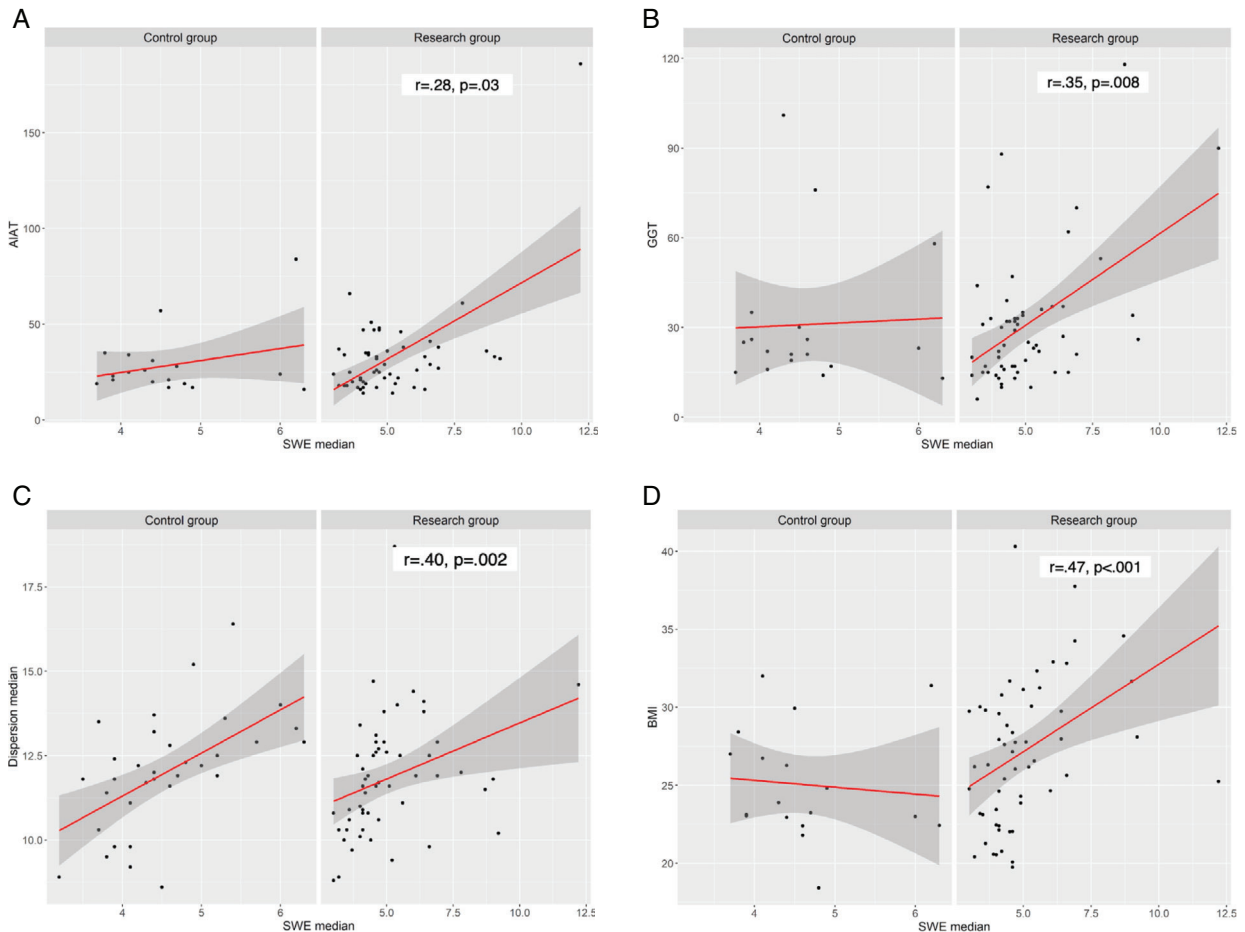 A
Control group
Research group
r=.28, p=.03
AlAT
150
100
50
0
4
5
6
5.0
7.5
10.0
12.5
SWE median
B
Control group
Research group
r=.35, p=.008
GGT
120
90
60
30
0
4
5
6
5.0
7.5
10.0
12.5
SWE median
C
Control group
Research group
r=.40, p=.002
Dispersion median
17.5
15.0
12.5
10.0
4
5
6
5.0
7.5
10.0
12.5
SWE median
D
Control group
Research group
r=.47, p<.001
BMI
40
35
30
25
20
4
5
6
5.0
7.5
10.0
12.5
SWE median